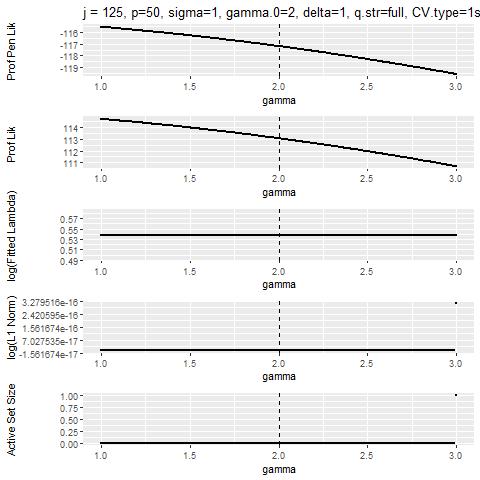 j = 125, p=50, sigma=1, gamma.0=2, delta=1, q.str=full, CV.type=1s
Prof Pen Lik
-116
-117
-118
-119
1.0 1.5 2.0 2.5 3.0
gamma
Prof Lik
114
113
112
111
1.0 1.5 2.0 2.5 3.0
gamma
log(Fitted Lambda)
0.57
0.55
0.53
0.51
0.49
1.0 1.5 2.0 2.5 3.0
gamma
log(L1 Norm)
3.279516e-16
2.420595e-16
1.561674e-16
7.027535e-17
-1.561674e-17
1.0 1.5 2.0 2.5 3.0
gamma
Active Set Size
1.00
0.75
0.50
0.25
0.00
1.0 1.5 2.0 2.5 3.0
gamma